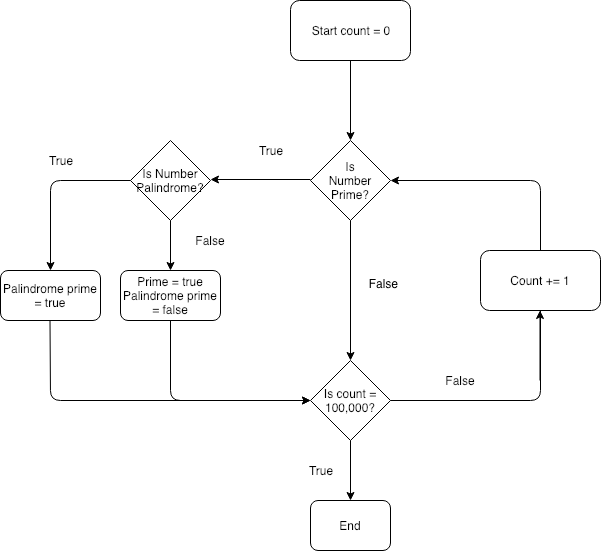 Start count = 0
Is
Number
Prime?
True
Is Number
Palindrome?
True
False
Palindrome prime
= true
Prime = true
Palindrome prime
= false
False
Count += 1
Is count =
100,000?
False
True
End